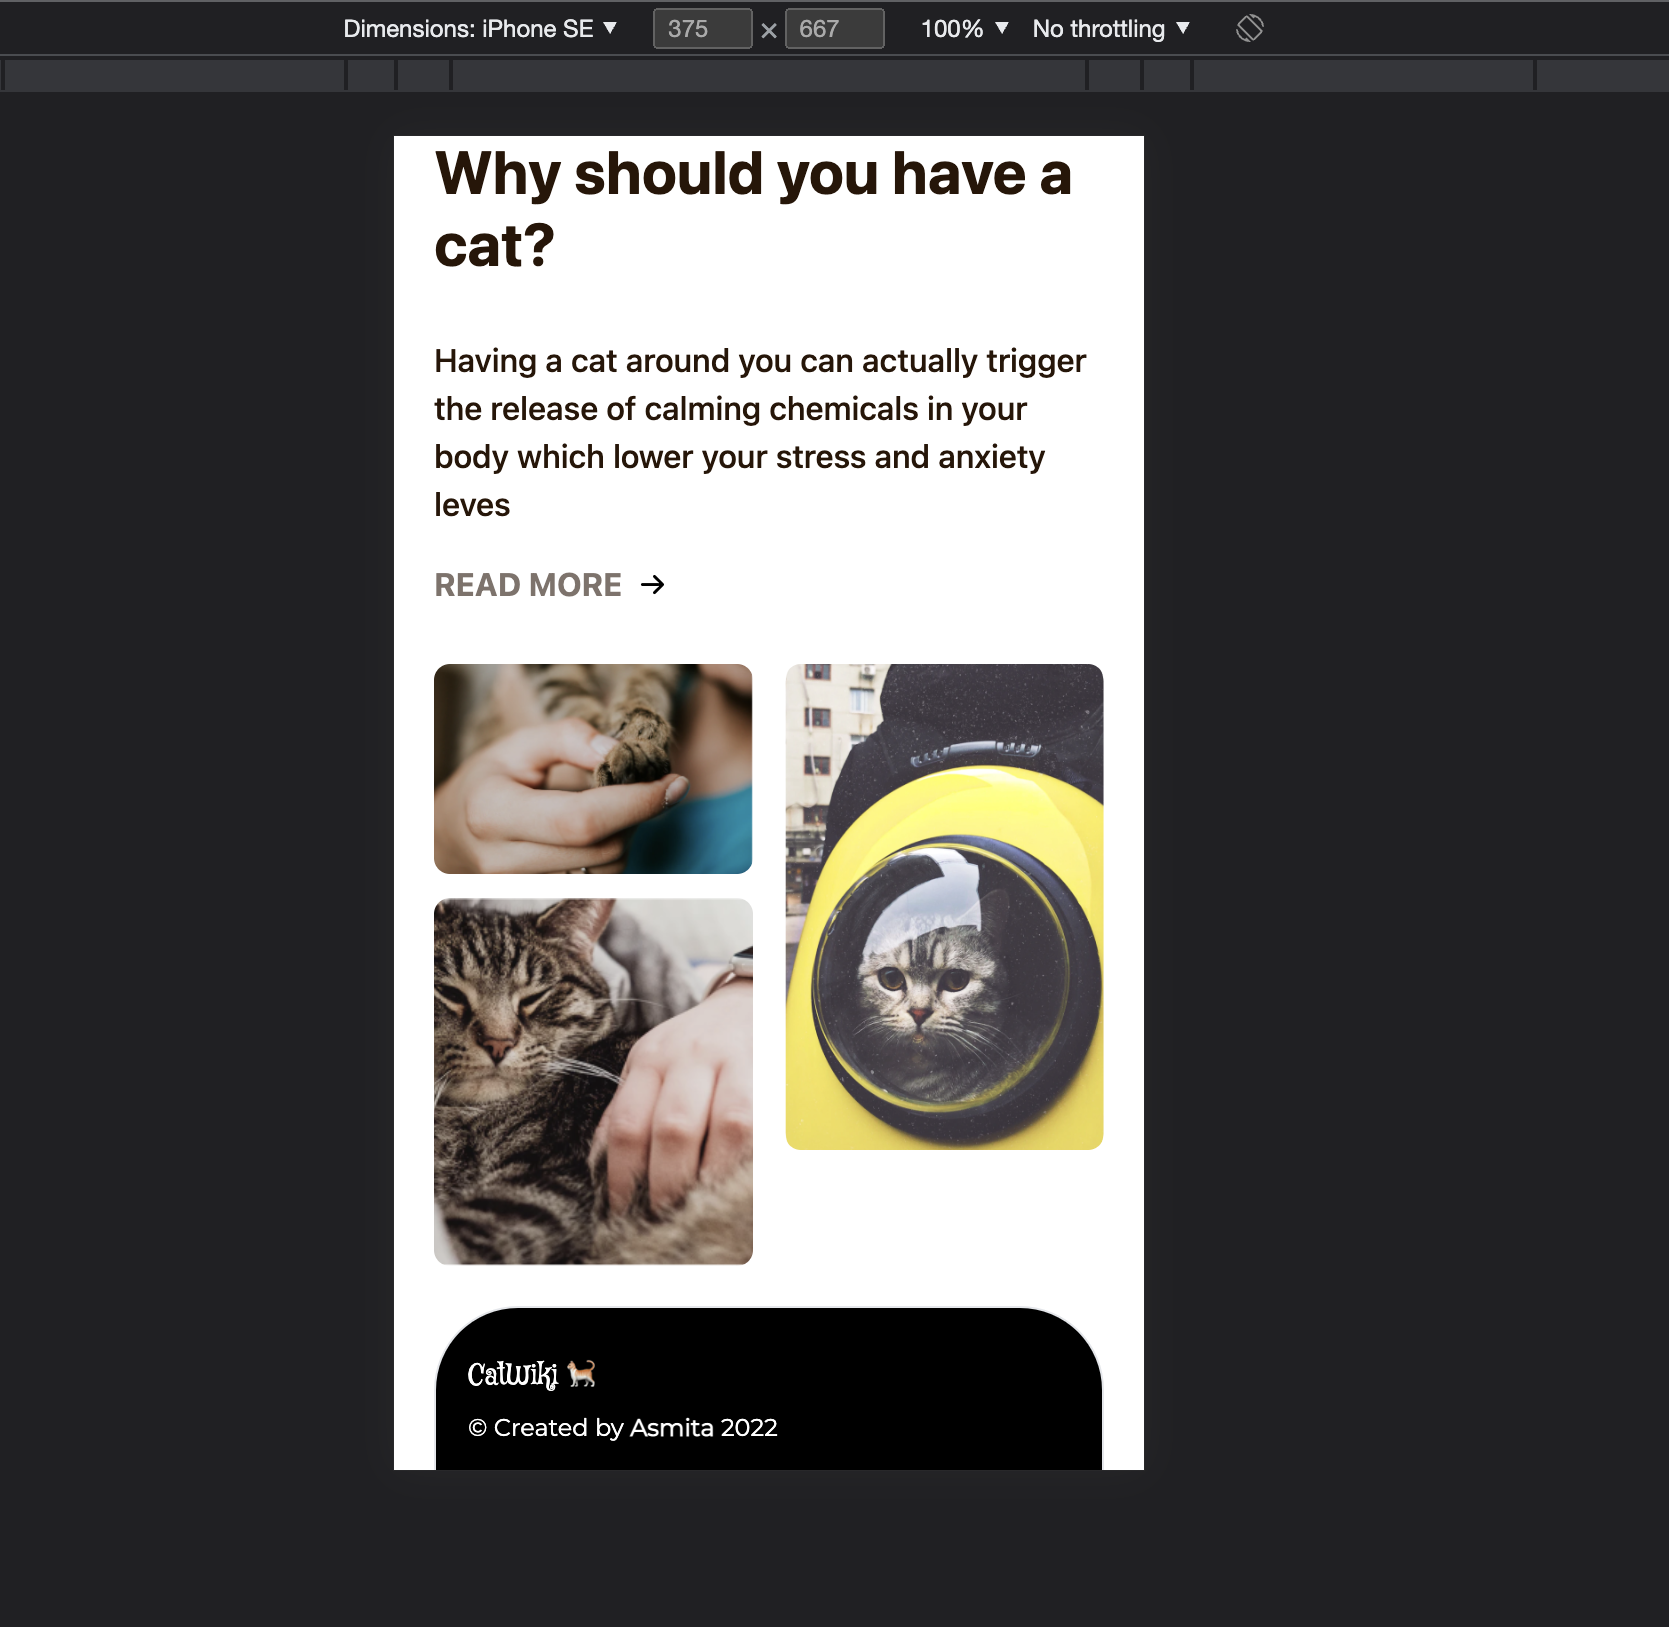 Dimensions: iPhone SE ▼ 375 × 667 100% ▼ No throttling ▼
Why should you have a
cat?
Having a cat around you can actually trigger
the release of calming chemicals in your
body which lower your stress and anxiety
leves
READ MORE →
CatWiki 🐈
© Created by Asmita 2022